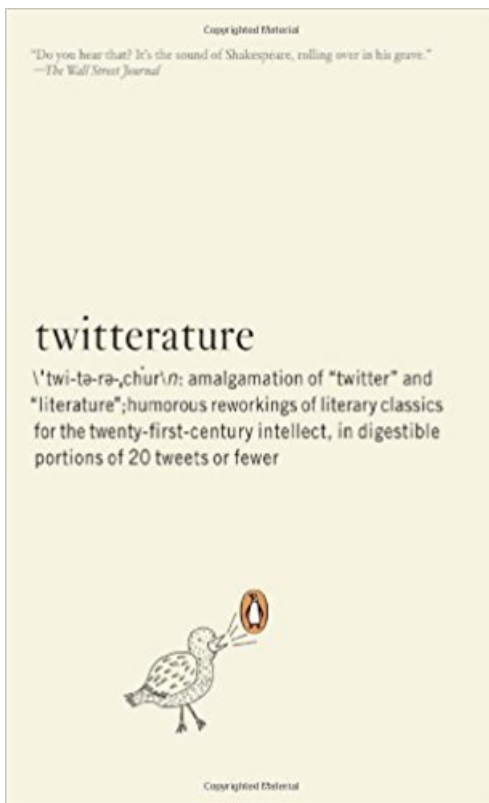 Copyrighted Material
“Do you hear that? It’s the sound of Shakespeare, rolling over in his grave.”
—The Wall Street Journal
twitterature
\'twi-tə-rə-ˌchu̇r\n: amalgamation of “twitter” and
“literature”;humorous reworkings of literary classics
for the twenty-first-century intellect, in digestible
portions of 20 tweets or fewer
Copyrighted Material